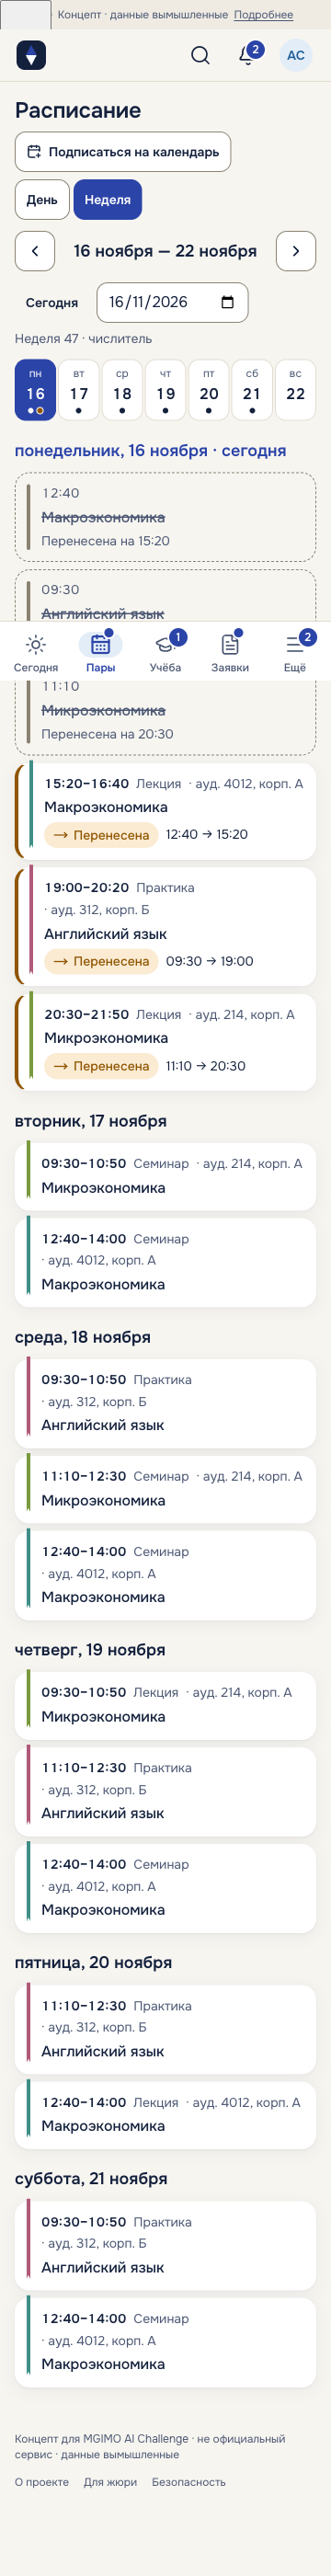 Концепт · данные вымышленные Подробнее
2
АС
Расписание
Подписаться на календарь
День Неделя
16 ноября — 22 ноября
Сегодня 16/11/2026
Неделя 47 · числитель
пн вт ср чт пт сб вс
16 17 18 19 20 21 22
понедельник, 16 ноября · сегодня
12:40
Макроэкономика
Перенесена на 15:20
09:30
Английский язык
1 2
Сегодня Пары Учёба Заявки Ещё
11:10
Микроэкономика
Перенесена на 20:30
15:20–16:40 Лекция · ауд. 4012, корп. А
Макроэкономика
→ Перенесена 12:40 → 15:20
19:00–20:20 Практика
· ауд. 312, корп. Б
Английский язык
→ Перенесена 09:30 → 19:00
20:30–21:50 Лекция · ауд. 214, корп. А
Микроэкономика
→ Перенесена 11:10 → 20:30
вторник, 17 ноября
09:30–10:50 Семинар · ауд. 214, корп. А
Микроэкономика
12:40–14:00 Семинар
· ауд. 4012, корп. А
Макроэкономика
среда, 18 ноября
09:30–10:50 Практика
· ауд. 312, корп. Б
Английский язык
11:10–12:30 Семинар · ауд. 214, корп. А
Микроэкономика
12:40–14:00 Семинар
· ауд. 4012, корп. А
Макроэкономика
четверг, 19 ноября
09:30–10:50 Лекция · ауд. 214, корп. А
Микроэкономика
11:10–12:30 Практика
· ауд. 312, корп. Б
Английский язык
12:40–14:00 Семинар
· ауд. 4012, корп. А
Макроэкономика
пятница, 20 ноября
11:10–12:30 Практика
· ауд. 312, корп. Б
Английский язык
12:40–14:00 Лекция · ауд. 4012, корп. А
Макроэкономика
суббота, 21 ноября
09:30–10:50 Практика
· ауд. 312, корп. Б
Английский язык
12:40–14:00 Семинар
· ауд. 4012, корп. А
Макроэкономика
Концепт для MGIMO AI Challenge · не официальный
сервис · данные вымышленные
О проекте Для жюри Безопасность